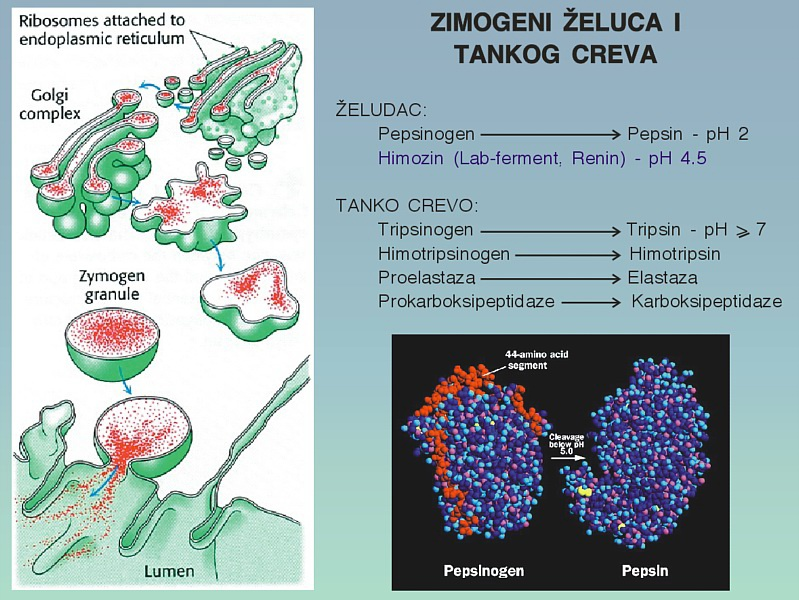 Ribosomes attached to
endoplasmic reticulum
Golgi
complex
Zymogen
granule
Lumen
ZIMOGENI ŽELUCA I
TANKOG CREVA
ŽELUDAC:
Pepsinogen → Pepsin - pH 2
Himozin (Lab-ferment, Renin) - pH 4.5
TANKO CREVO:
Tripsinogen → Tripsin - pH ⩾ 7
Himotripsinogen → Himotripsin
Proelastaza → Elastaza
Prokarboksipeptidaze → Karboksipeptidaze
44-amino acid
segment
Cleavage
below pH
5.0
Pepsinogen
Pepsin